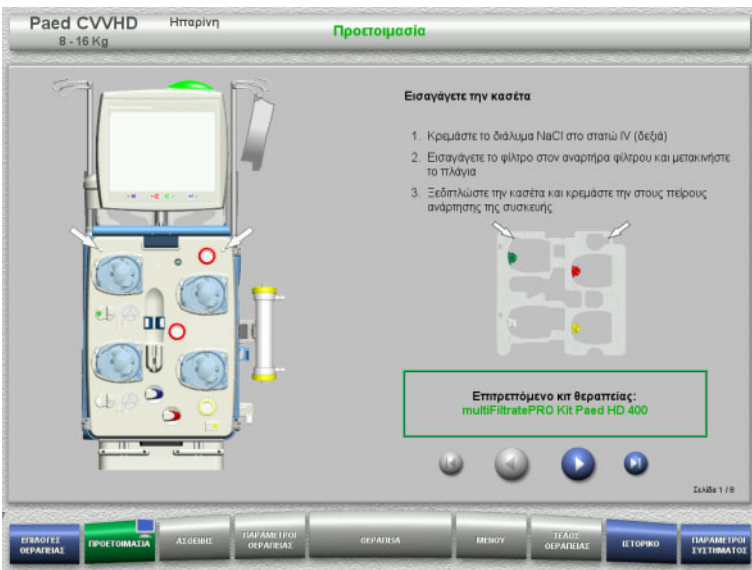 Paed CVVHD Ηπαρίνη
8 - 16 Kg
Προετοιμασία
Εισαγάγετε την κασέτα
1. Κρεμάστε το διάλυμα NaCl στο στατώ IV (δεξιά)
2. Εισαγάγετε το φίλτρο στον αναρτήρα φίλτρου και μετακινήστε
το πλάγια
3. Ξεδιπλώστε την κασέτα και κρεμάστε την στους πείρους
ανάρτησης της συσκευής
Επιτρεπόμενο κιτ θεραπείας:
multiFiltratePRO Kit Paed HD 400
Σελίδα 1 / 8
ΕΠΙΛΟΓΕΣ
ΘΕΡΑΠΕΙΑΣ
ΠΡΟΕΤΟΙΜΑΣΙΑ
ΑΣΘΕΝΗΣ
ΠΑΡΑΜΕΤΡΟΙ
ΘΕΡΑΠΕΙΑΣ
ΘΕΡΑΠΕΙΑ
ΜΕΝΟΥ
ΤΕΛΟΣ
ΘΕΡΑΠΕΙΑΣ
ΙΣΤΟΡΙΚΟ
ΠΑΡΑΜΕΤΡΟΙ
ΣΥΣΤΗΜΑΤΟΣ